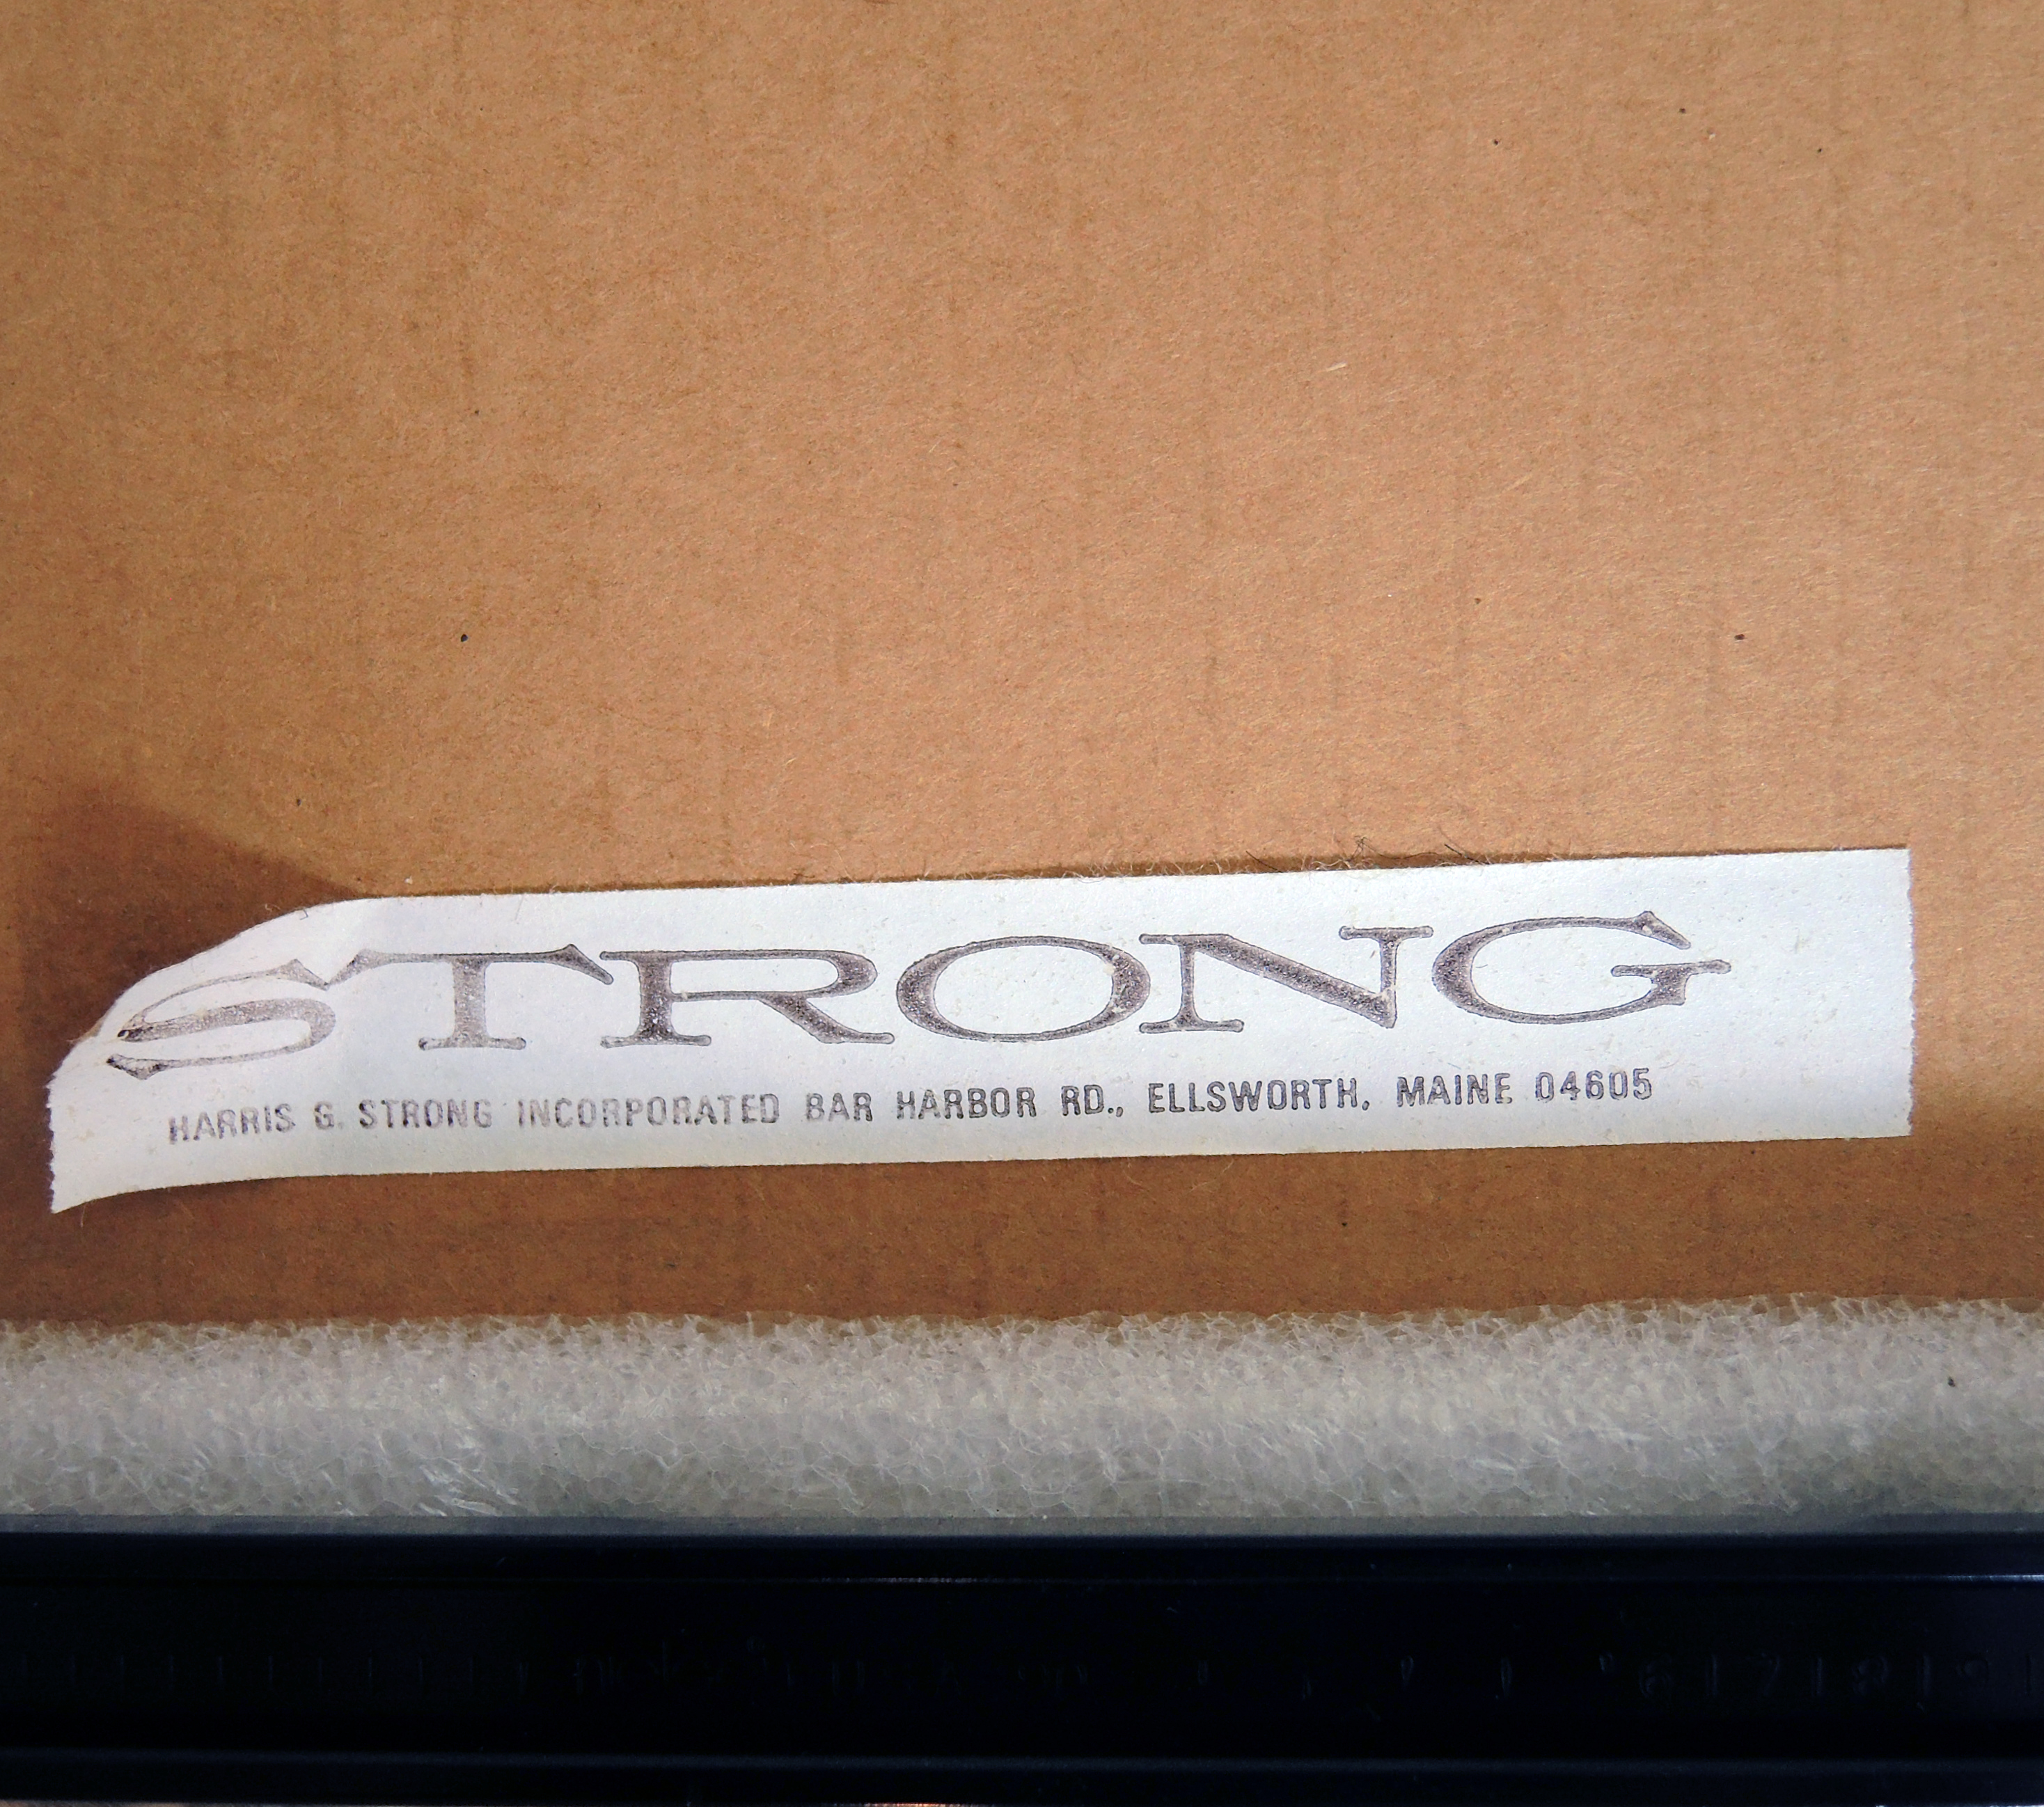 STRONG
HARRIS G. STRONG INCORPORATED BAR HARBOR RD., ELLSWORTH, MAINE 04605